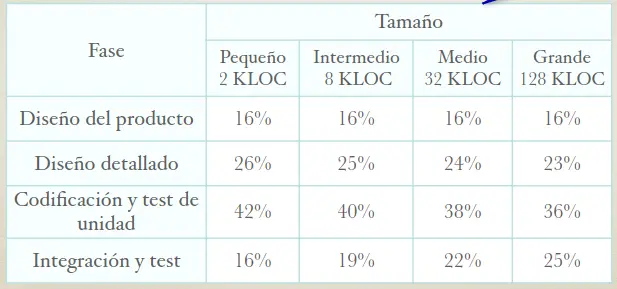 Fase
Tamaño
Pequeño Intermedio Medio Grande
2 KLOC 8 KLOC 32 KLOC 128 KLOC
Diseño del producto 16% 16% 16% 16%
Diseño detallado 26% 25% 24% 23%
Codificación y test de
unidad 42% 40% 38% 36%
Integración y test 16% 19% 22% 25%